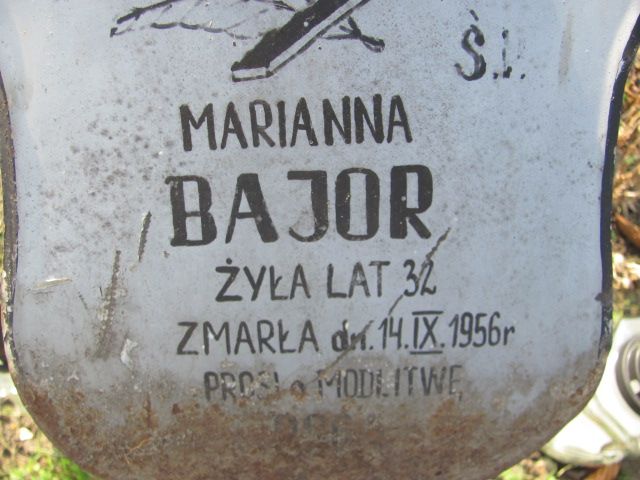 Ś.P.
MARIANNA
BAJOR
ŻYŁA LAT 32
ZMARŁA dn. 14.IX.1956r
PROSI o MODLITWĘ